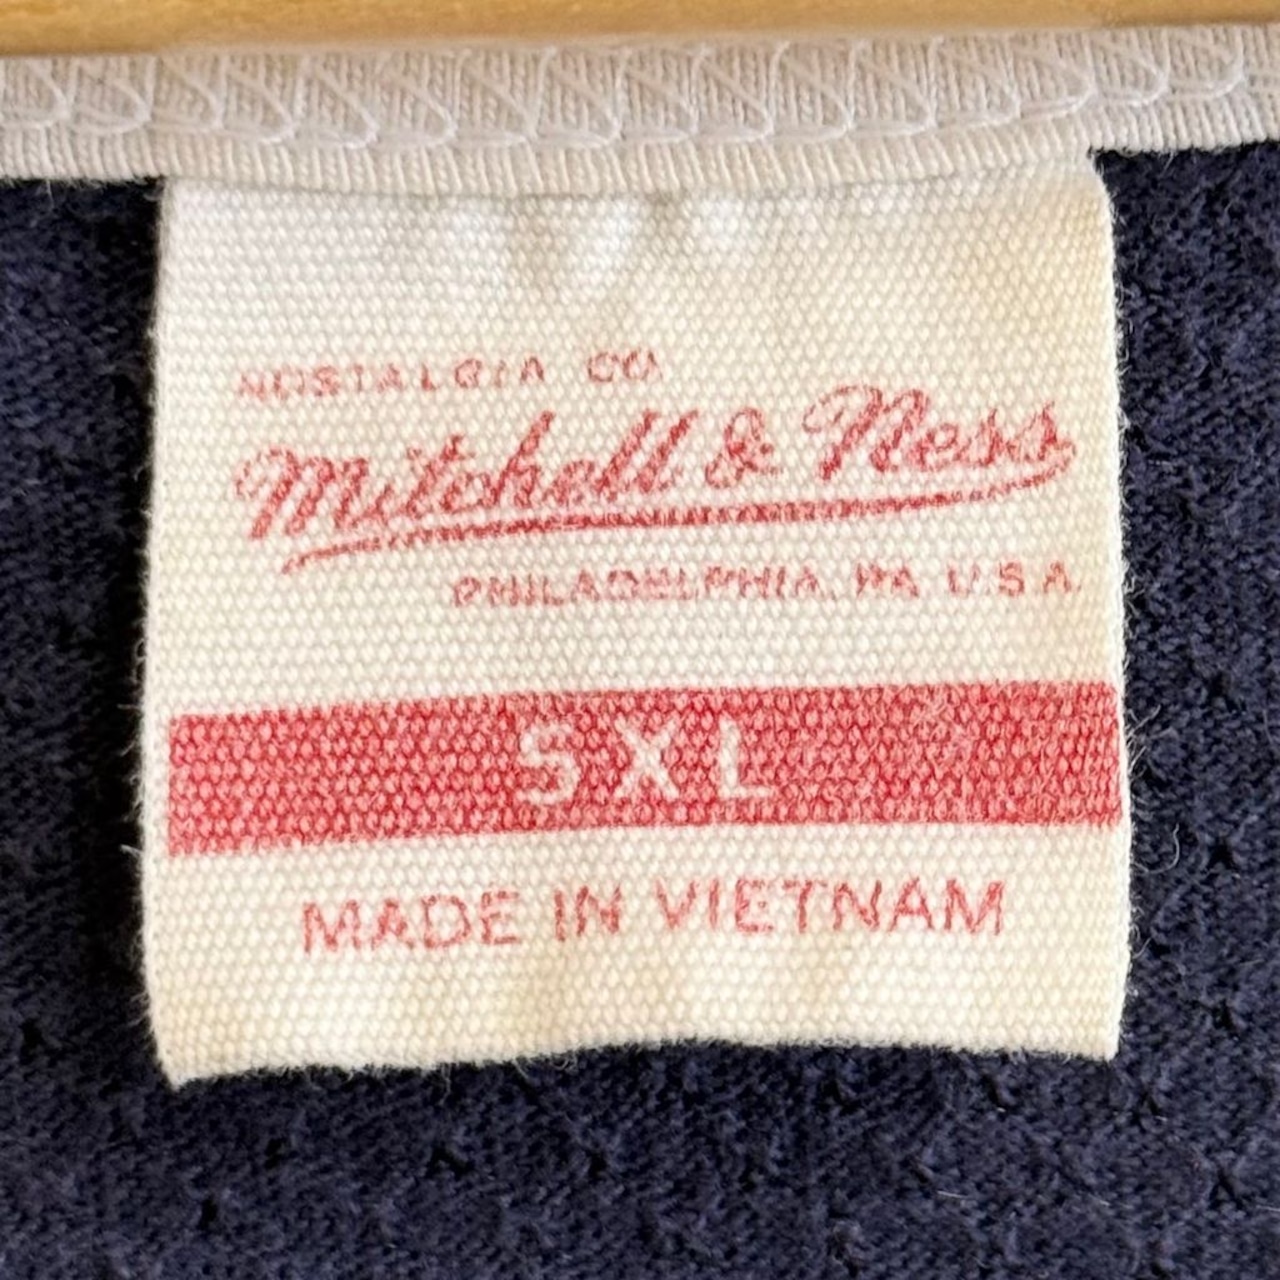 NOSTALGIA CO.
Mitchell & Ness
PHILADELPHIA, PA U.S.A.
5XL
MADE IN VIETNAM